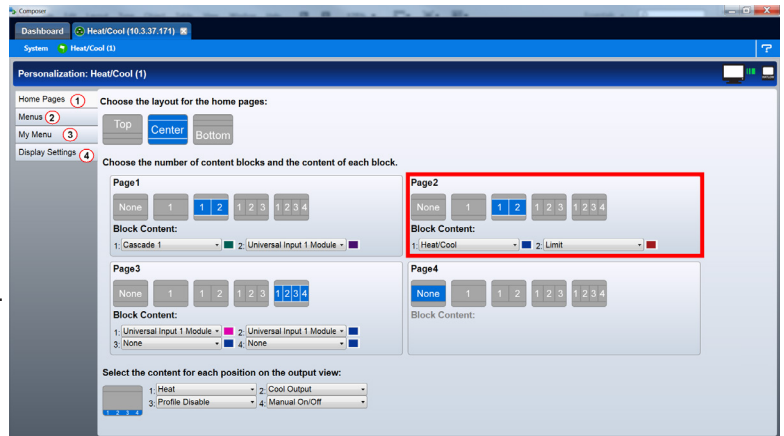 Composer
Dashboard Heat/Cool (10.3.37.171)
System Heat/Cool (1)
?
Personalization: Heat/Cool (1)
Home Pages 1
Menus 2
My Menu 3
Display Settings 4
Choose the layout for the home pages:
Top Center Bottom
Choose the number of content blocks and the content of each block.
Page1
None 1 1 2 1 2 3 1 2 3 4
Block Content:
1: Cascade 1 2: Universal Input 1 Module
Page2
None 1 1 2 1 2 3 1 2 3 4
Block Content:
1: Heat/Cool 2: Limit
Page3
None 1 1 2 1 2 3 1 2 3 4
Block Content:
1: Universal Input 1 Module 2: Universal Input 1 Module
3: None 4: None
Page4
None 1 1 2 1 2 3 1 2 3 4
Block Content:
Select the content for each position on the output view:
1: Heat 2: Cool Output
3: Profile Disable 4: Manual On/Off
1 2 3 4